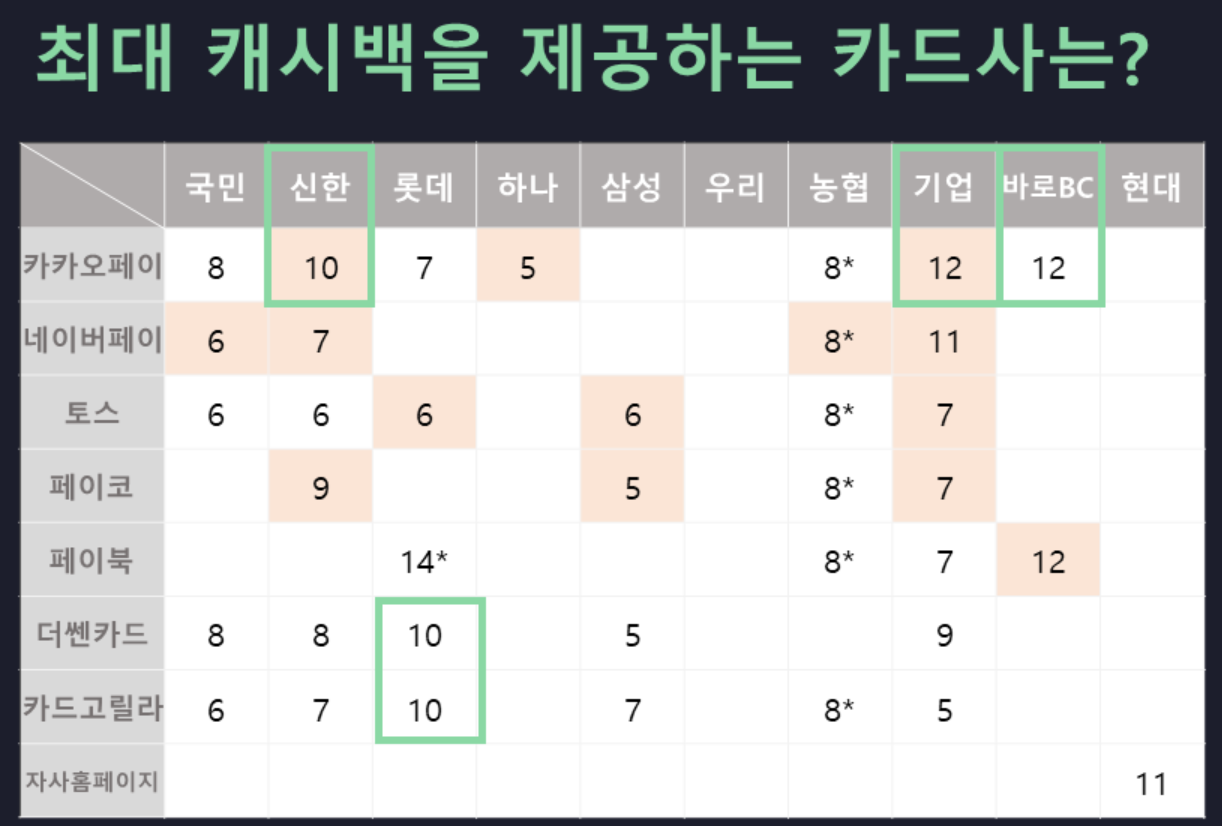 최대 캐시백을 제공하는 카드사는?
국민 신한 롯데 하나 삼성 우리 농협 기업 바로BC 현대
카카오페이 8 10 7 5 8* 12 12
네이버페이 6 7 8* 11
토스 6 6 6 6 8* 7
페이코 9 5 8* 7
페이북 14* 8* 7 12
더쎈카드 8 8 10 5 9
카드고릴라 6 7 10 7 8* 5
자사홈페이지 11